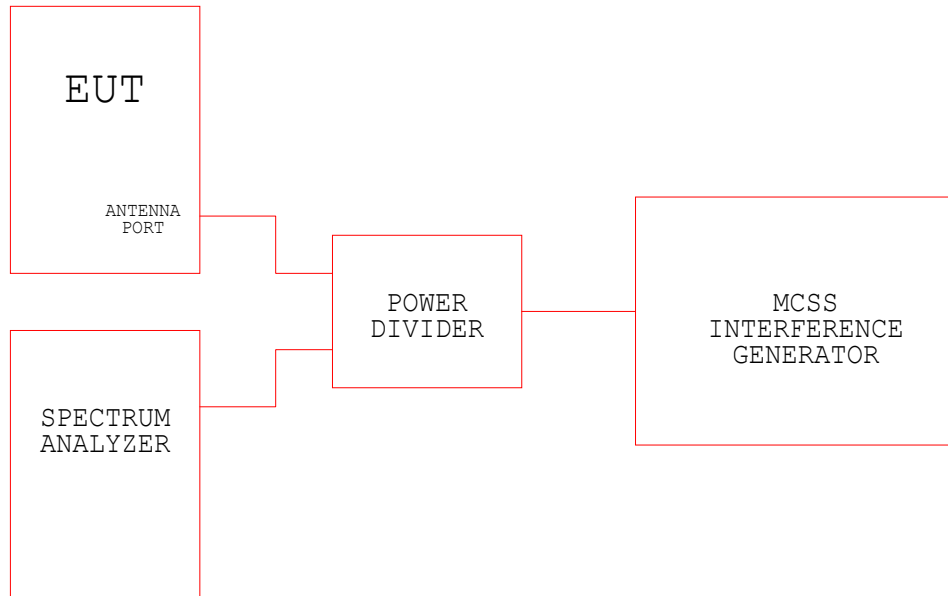 EUT
ANTENNA
PORT
POWER
DIVIDER
MCSS
INTERFERENCE
GENERATOR
SPECTRUM
ANALYZER